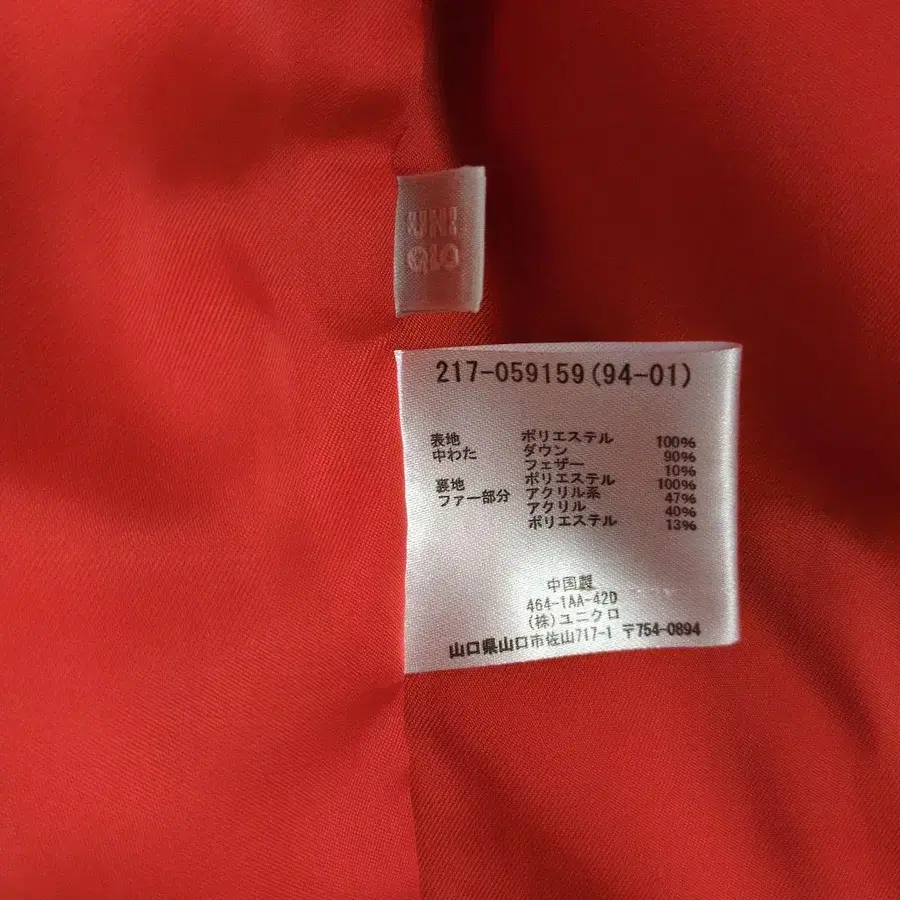 UNI
QLO
217-059159(94-01)
表地 ポリエステル 100%
中わた ダウン 90%
フェザー 10%
裏地 ポリエステル 100%
ファー部分 アクリル系 47%
アクリル 40%
ポリエステル 13%
中国製
464-1AA-42D
(株)ユニクロ
山口県山口市佐山717-1 〒754-0894